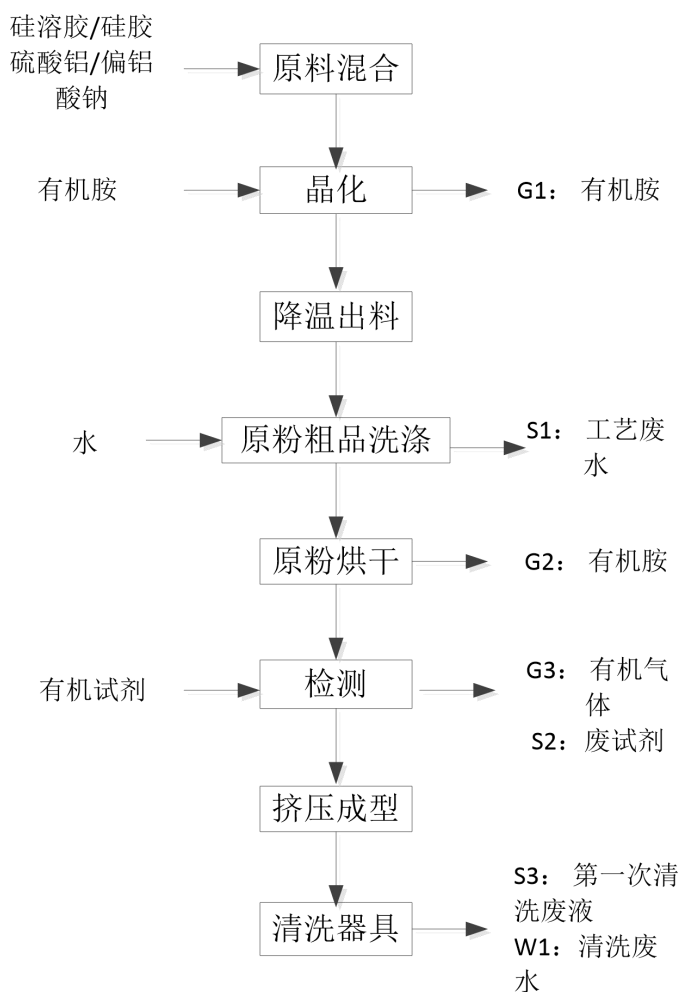 硅溶胶/硅胶
硫酸铝/偏铝
酸钠
原料混合
有机胺
晶化
G1： 有机胺
降温出料
水
原粉粗品洗涤
S1： 工艺废
水
原粉烘干
G2： 有机胺
有机试剂
检测
G3： 有机气
体
S2：废试剂
挤压成型
清洗器具
S3： 第一次清
洗废液
W1：清洗废
水